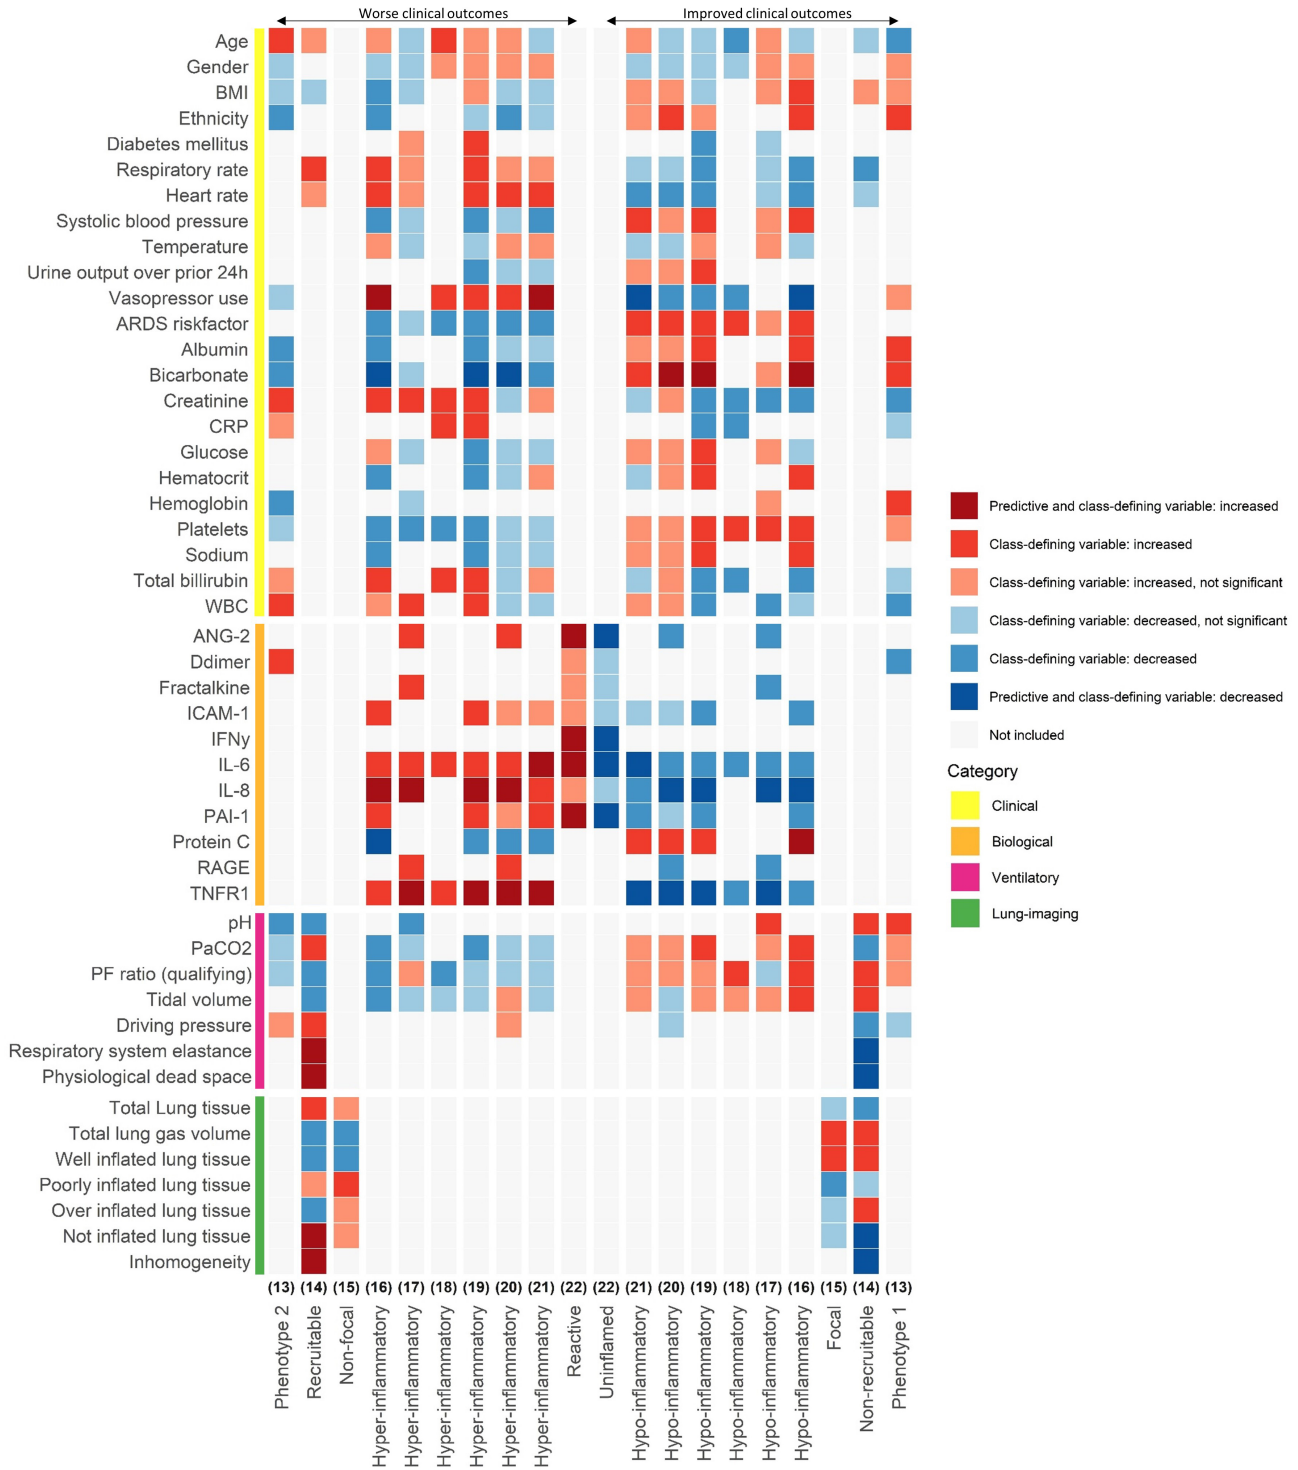 Worse clinical outcomes
Improved clinical outcomes
Age
Gender
BMI
Ethnicity
Diabetes mellitus
Respiratory rate
Heart rate
Systolic blood pressure
Temperature
Urine output over prior 24h
Vasopressor use
ARDS riskfactor
Albumin
Bicarbonate
Creatinine
CRP
Glucose
Hematocrit
Hemoglobin
Platelets
Sodium
Total billirubin
WBC
ANG-2
Ddimer
Fractalkine
ICAM-1
IFNy
IL-6
IL-8
PAI-1
Protein C
RAGE
TNFR1
pH
PaCO2
PF ratio (qualifying)
Tidal volume
Driving pressure
Respiratory system elastance
Physiological dead space
Total Lung tissue
Total lung gas volume
Well inflated lung tissue
Poorly inflated lung tissue
Over inflated lung tissue
Not inflated lung tissue
Inhomogeneity
(13) (14) (15) (16) (17) (18) (19) (20) (21) (22) (22) (21) (20) (19) (18) (17) (16) (15) (14) (13)
Phenotype 2
Recruitable
Non-focal
Hyper-inflammatory
Hyper-inflammatory
Hyper-inflammatory
Hyper-inflammatory
Hyper-inflammatory
Hyper-inflammatory
Reactive
Uninflamed
Hypo-inflammatory
Hypo-inflammatory
Hypo-inflammatory
Hypo-inflammatory
Hypo-inflammatory
Hypo-inflammatory
Focal
Non-recruitable
Phenotype 1
Predictive and class-defining variable: increased
Class-defining variable: increased
Class-defining variable: increased, not significant
Class-defining variable: decreased, not significant
Class-defining variable: decreased
Predictive and class-defining variable: decreased
Not included
Category
Clinical
Biological
Ventilatory
Lung-imaging